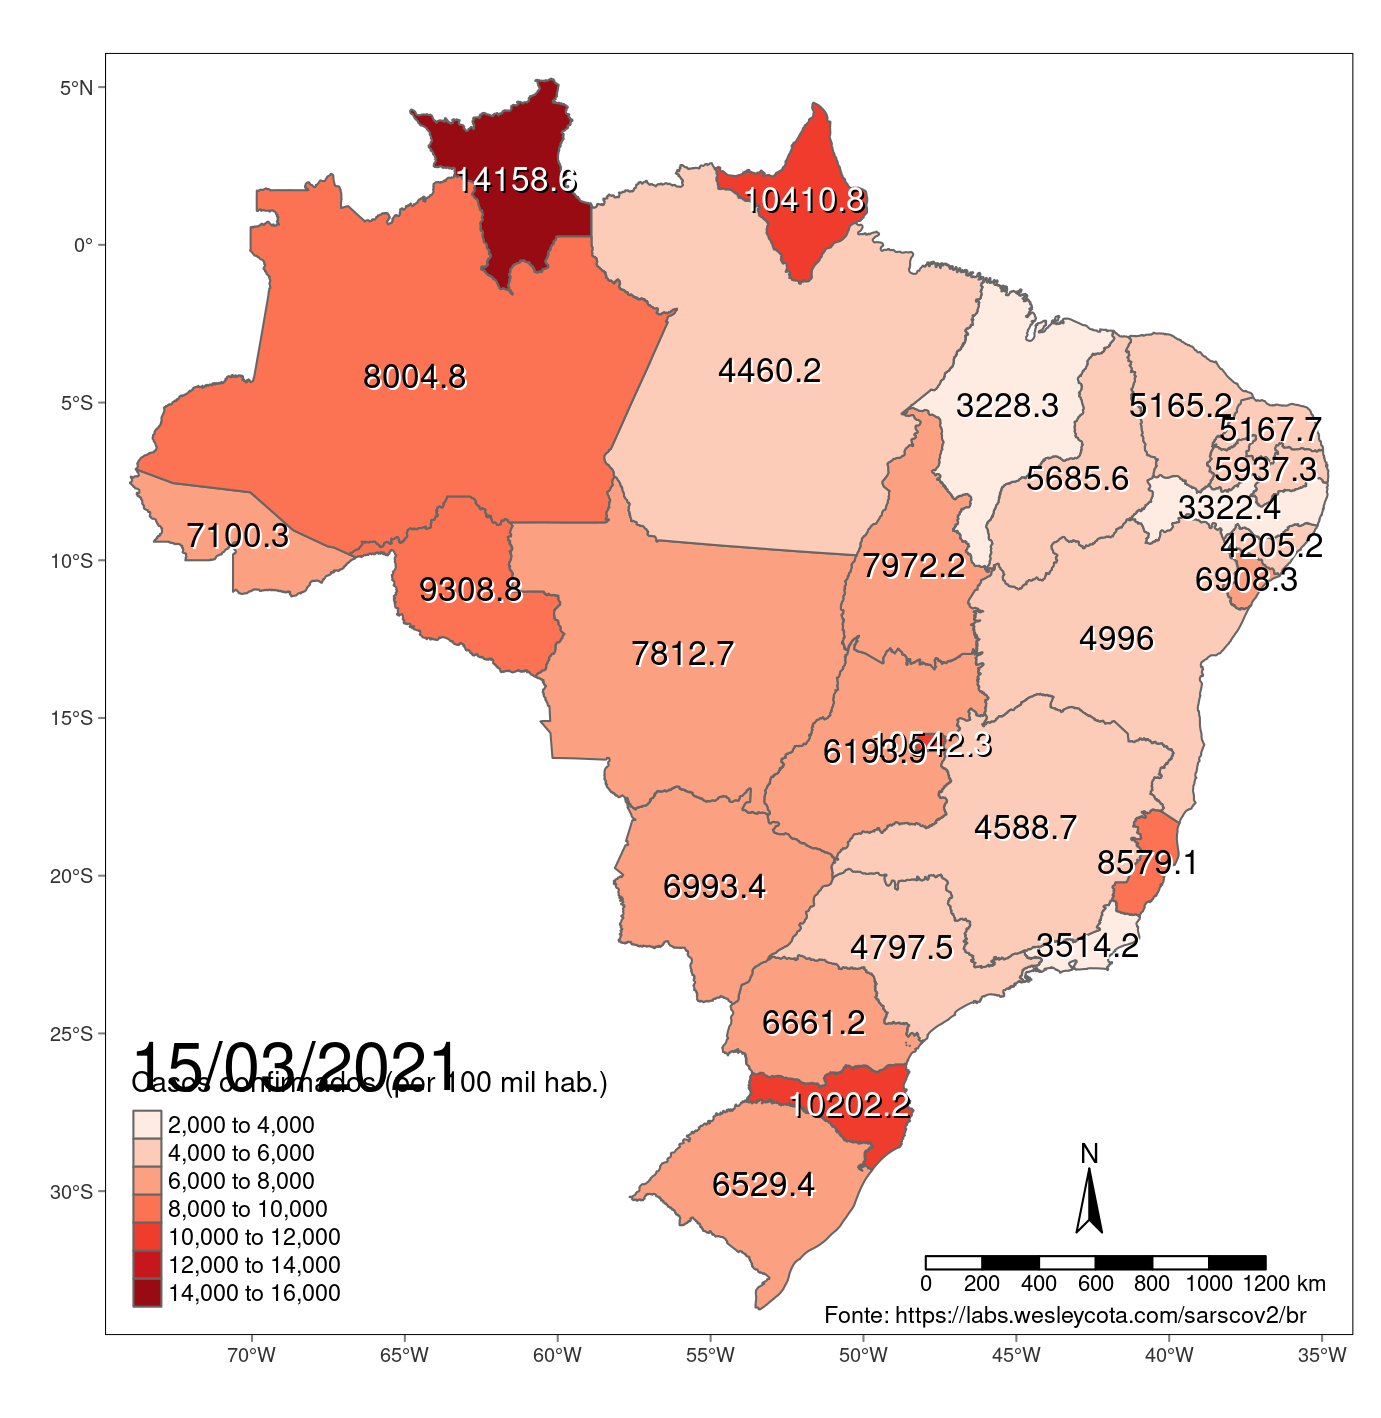 5°N
0°
5°S
10°S
15°S
20°S
25°S
30°S
14158.6
10410.8
8004.8
4460.2
3228.3
5165.2
5167.7
5937.3
5685.6
3322.4
4205.2
6908.3
7100.3
9308.8
7972.2
7812.7
4996
10542.3
6193.9
4588.7
8579.1
6993.4
4797.5
3514.2
6661.2
10202.2
6529.4
15/03/2021
Casos confirmados (por 100 mil hab.)
2,000 to 4,000
4,000 to 6,000
6,000 to 8,000
8,000 to 10,000
10,000 to 12,000
12,000 to 14,000
14,000 to 16,000
N
0 200 400 600 800 1000 1200 km
Fonte: https://labs.wesleycota.com/sarscov2/br
70°W 65°W 60°W 55°W 50°W 45°W 40°W 35°W